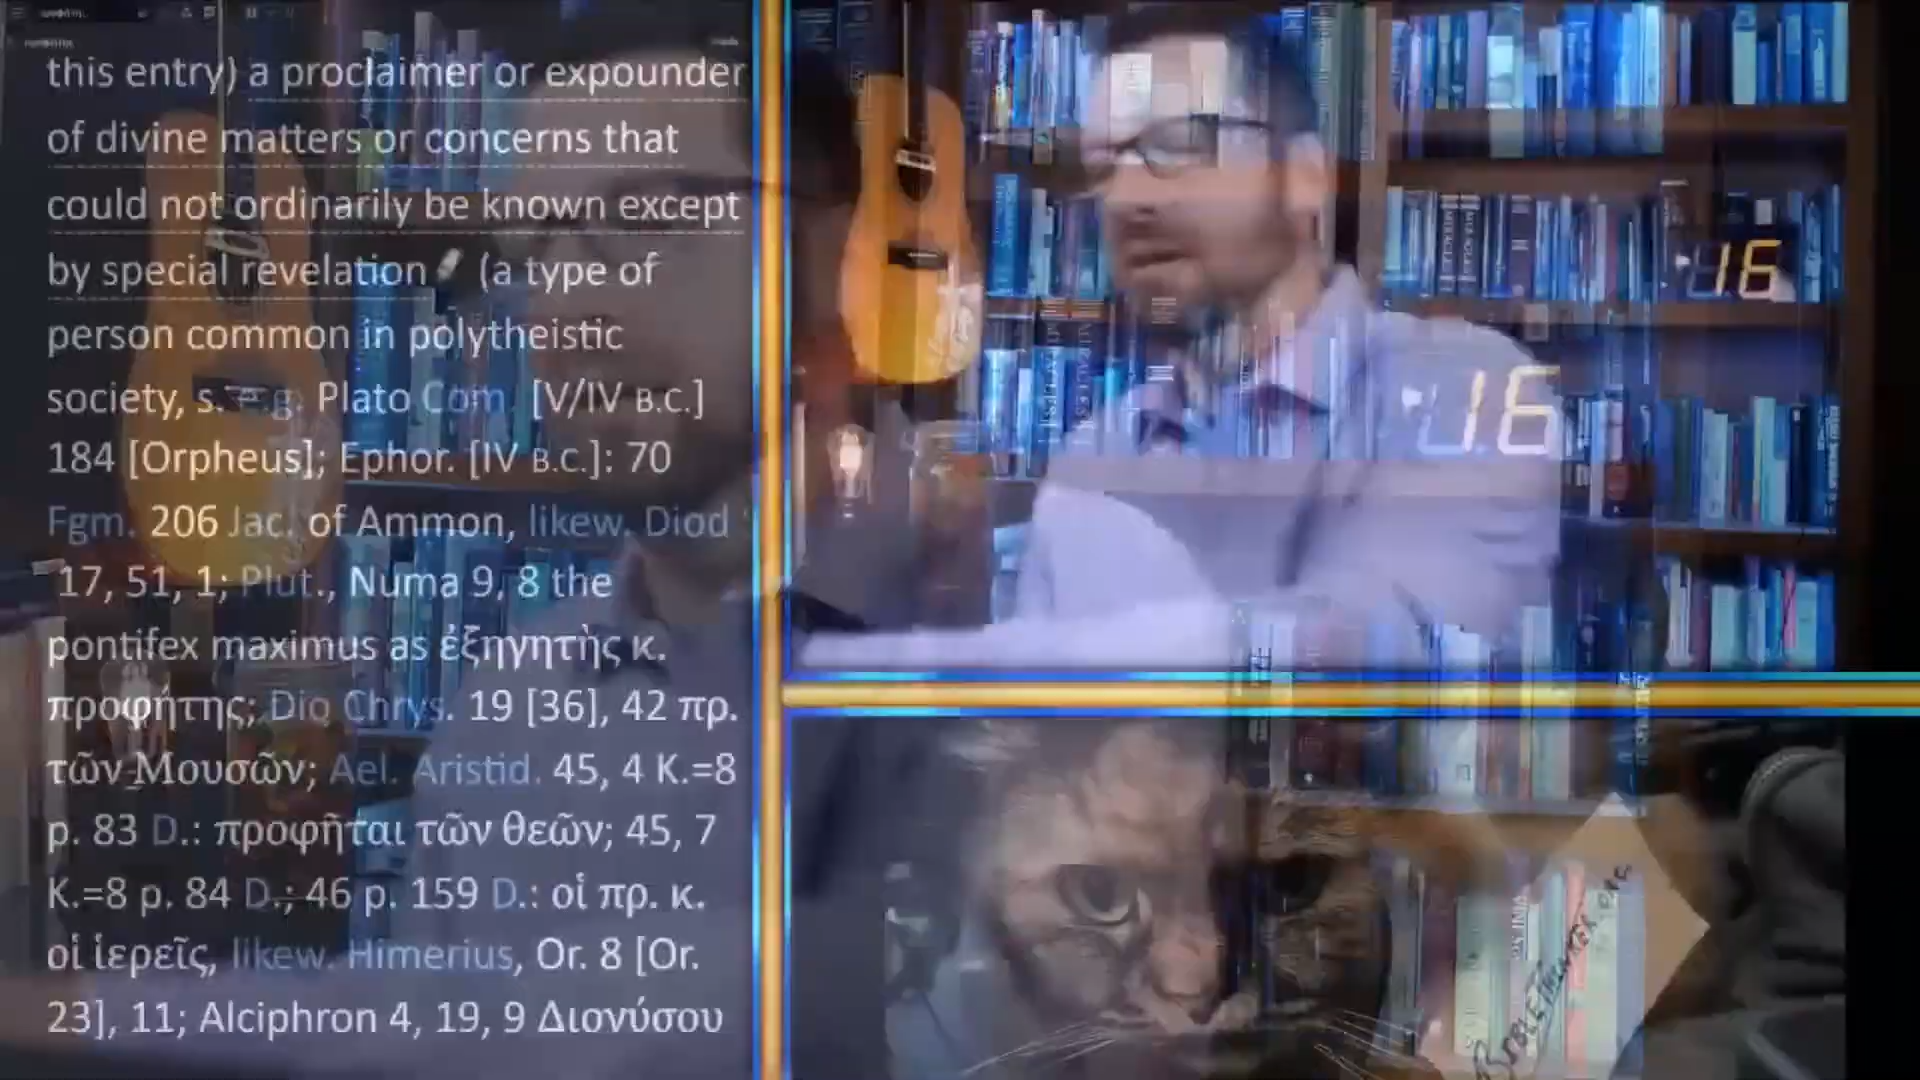 this entry) a proclaimer or expounder
of divine matters or concerns that
could not ordinarily be known except
by special revelation (a type of
person common in polytheistic
society, s. e.g. Plato Com. [V/IV B.C.]
184 [Orpheus]; Ephor. [IV B.C.]: 70
Fgm. 206 Jac. of Ammon, likew. Diod
17, 51, 1; Plut., Numa 9, 8 the
pontifex maximus as ἐξηγητὴς κ.
προφήτης; Dio Chrys. 19 [36], 42 πρ.
τῶν Μουσῶν; Ael. Aristid. 45, 4 K.=8
p. 83 D.: προφῆται τῶν θεῶν; 45, 7
K.=8 p. 84 D.; 46 p. 159 D.: οἱ πρ. κ.
οἱ ἱερεῖς, likew. Himerius, Or. 8 [Or.
23], 11; Alciphron 4, 19, 9 Διονύσου
16
16
BIBLETHINKER.ORG